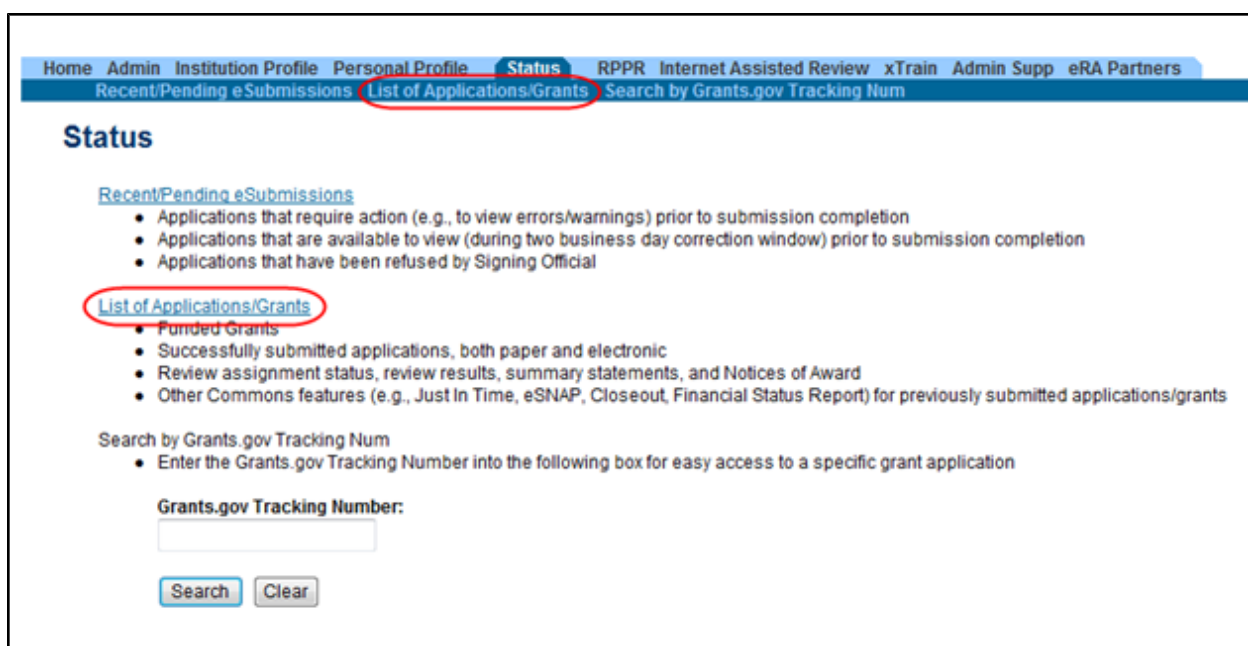 Home Admin Institution Profile Personal Profile Status RPPR Internet Assisted Review xTrain Admin Supp eRA Partners
Recent/Pending eSubmissions List of Applications/Grants Search by Grants.gov Tracking Num
Status
Recent/Pending eSubmissions
• Applications that require action (e.g., to view errors/warnings) prior to submission completion
• Applications that are available to view (during two business day correction window) prior to submission completion
• Applications that have been refused by Signing Official
List of Applications/Grants
• Funded Grants
• Successfully submitted applications, both paper and electronic
• Review assignment status, review results, summary statements, and Notices of Award
• Other Commons features (e.g., Just In Time, eSNAP, Closeout, Financial Status Report) for previously submitted applications/grants
Search by Grants.gov Tracking Num
• Enter the Grants.gov Tracking Number into the following box for easy access to a specific grant application
Grants.gov Tracking Number:
Search Clear